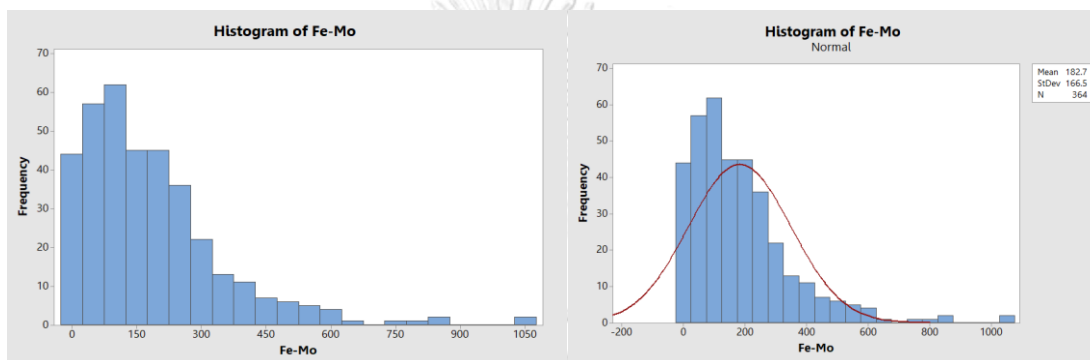 Histogram of Fe-Mo
70
60
50
40
30
20
10
0
Frequency
0 150 300 450 600 750 900 1050
Fe-Mo
Histogram of Fe-Mo
Normal
70
60
50
40
30
20
10
0
Frequency
-200 0 200 400 600 800 1000
Fe-Mo
Mean 182.7
StDev 166.5
N 364